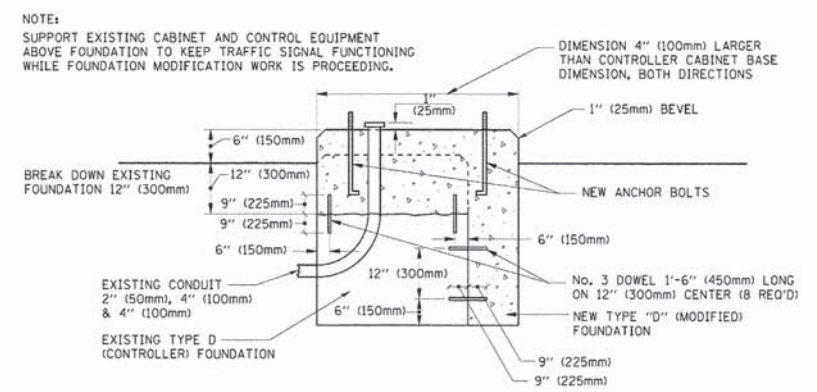 NOTE:
SUPPORT EXISTING CABINET AND CONTROL EQUIPMENT
ABOVE FOUNDATION TO KEEP TRAFFIC SIGNAL FUNCTIONING
WHILE FOUNDATION MODIFICATION WORK IS PROCEEDING.
DIMENSION 4" (100mm) LARGER
THAN CONTROLLER CABINET BASE
DIMENSION, BOTH DIRECTIONS
1"
(25mm)
1" (25mm) BEVEL
6" (150mm)
BREAK DOWN EXISTING
FOUNDATION 12" (300mm)
12" (300mm)
NEW ANCHOR BOLTS
9" (225mm)
9" (225mm)
6" (150mm)
6" (150mm)
12" (300mm)
No. 3 DOWEL 1'-6" (450mm) LONG
ON 12" (300mm) CENTER (8 REQ'D)
EXISTING CONDUIT
2" (50mm), 4" (100mm)
& 4" (100mm)
6" (150mm)
NEW TYPE "D" (MODIFIED)
FOUNDATION
EXISTING TYPE D
(CONTROLLER) FOUNDATION
9" (225mm)
9" (225mm)